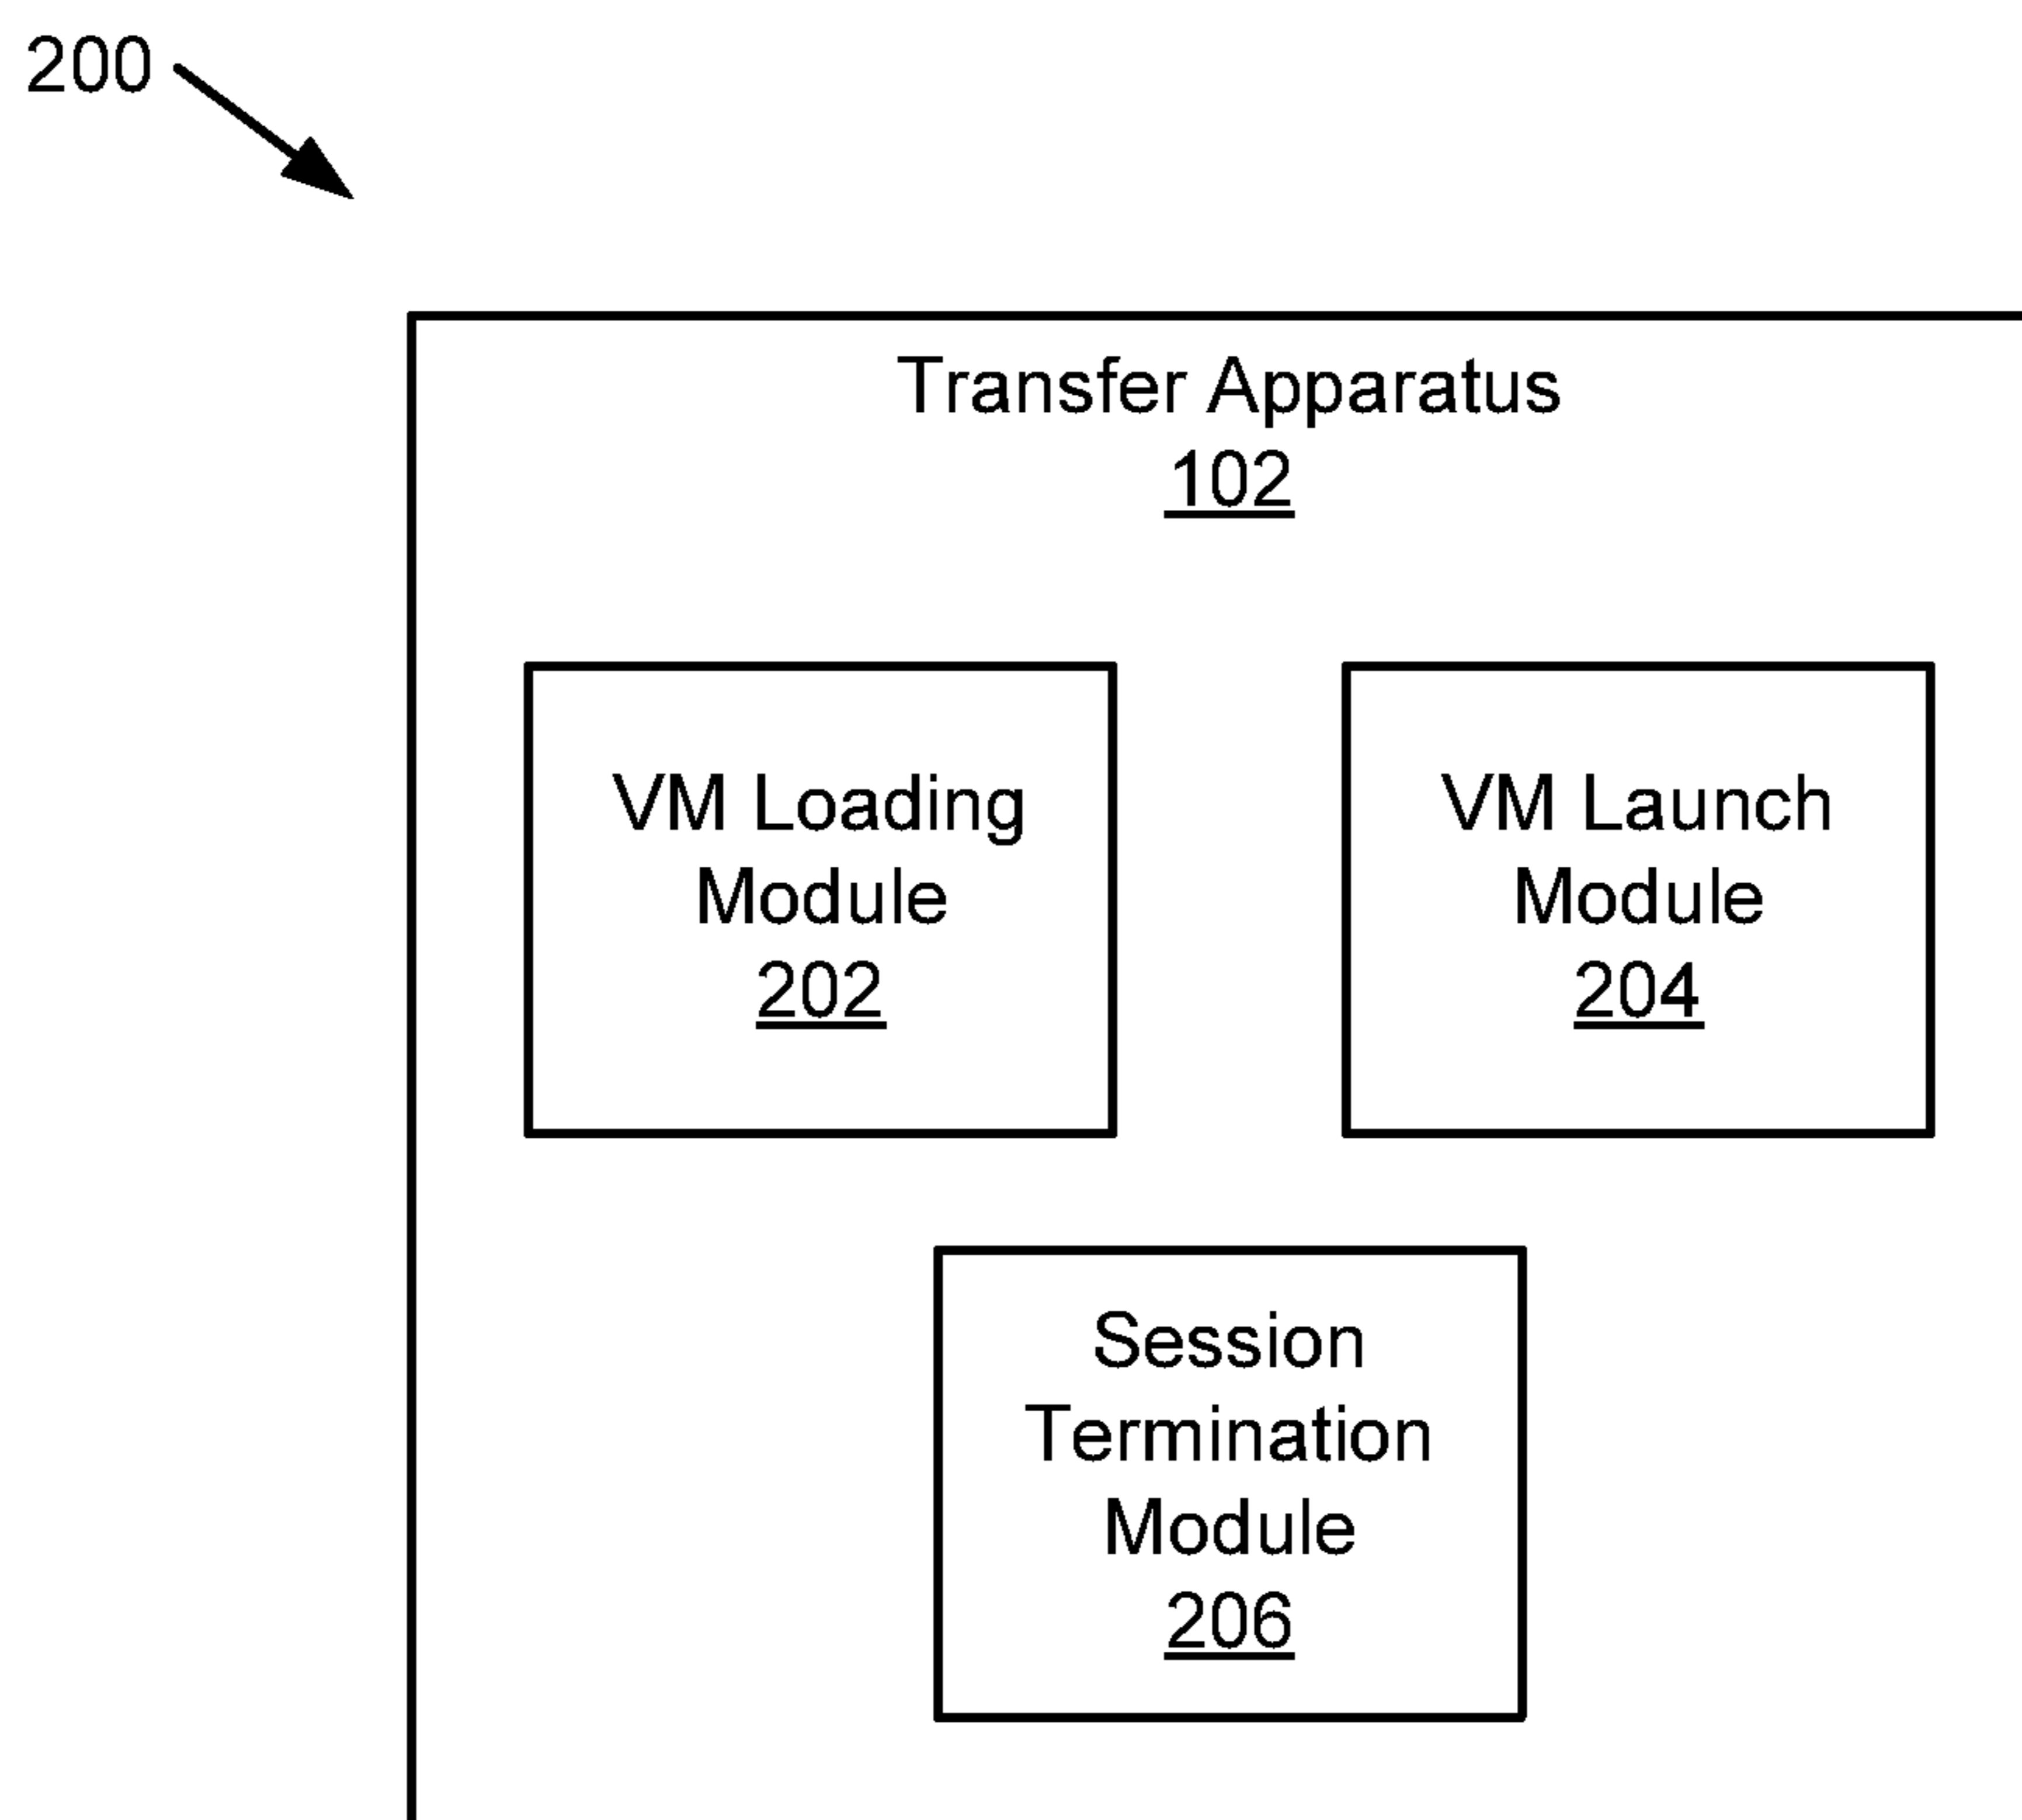 200
Transfer Apparatus
102
VM Loading
Module
202
VM Launch
Module
204
Session
Termination
Module
206